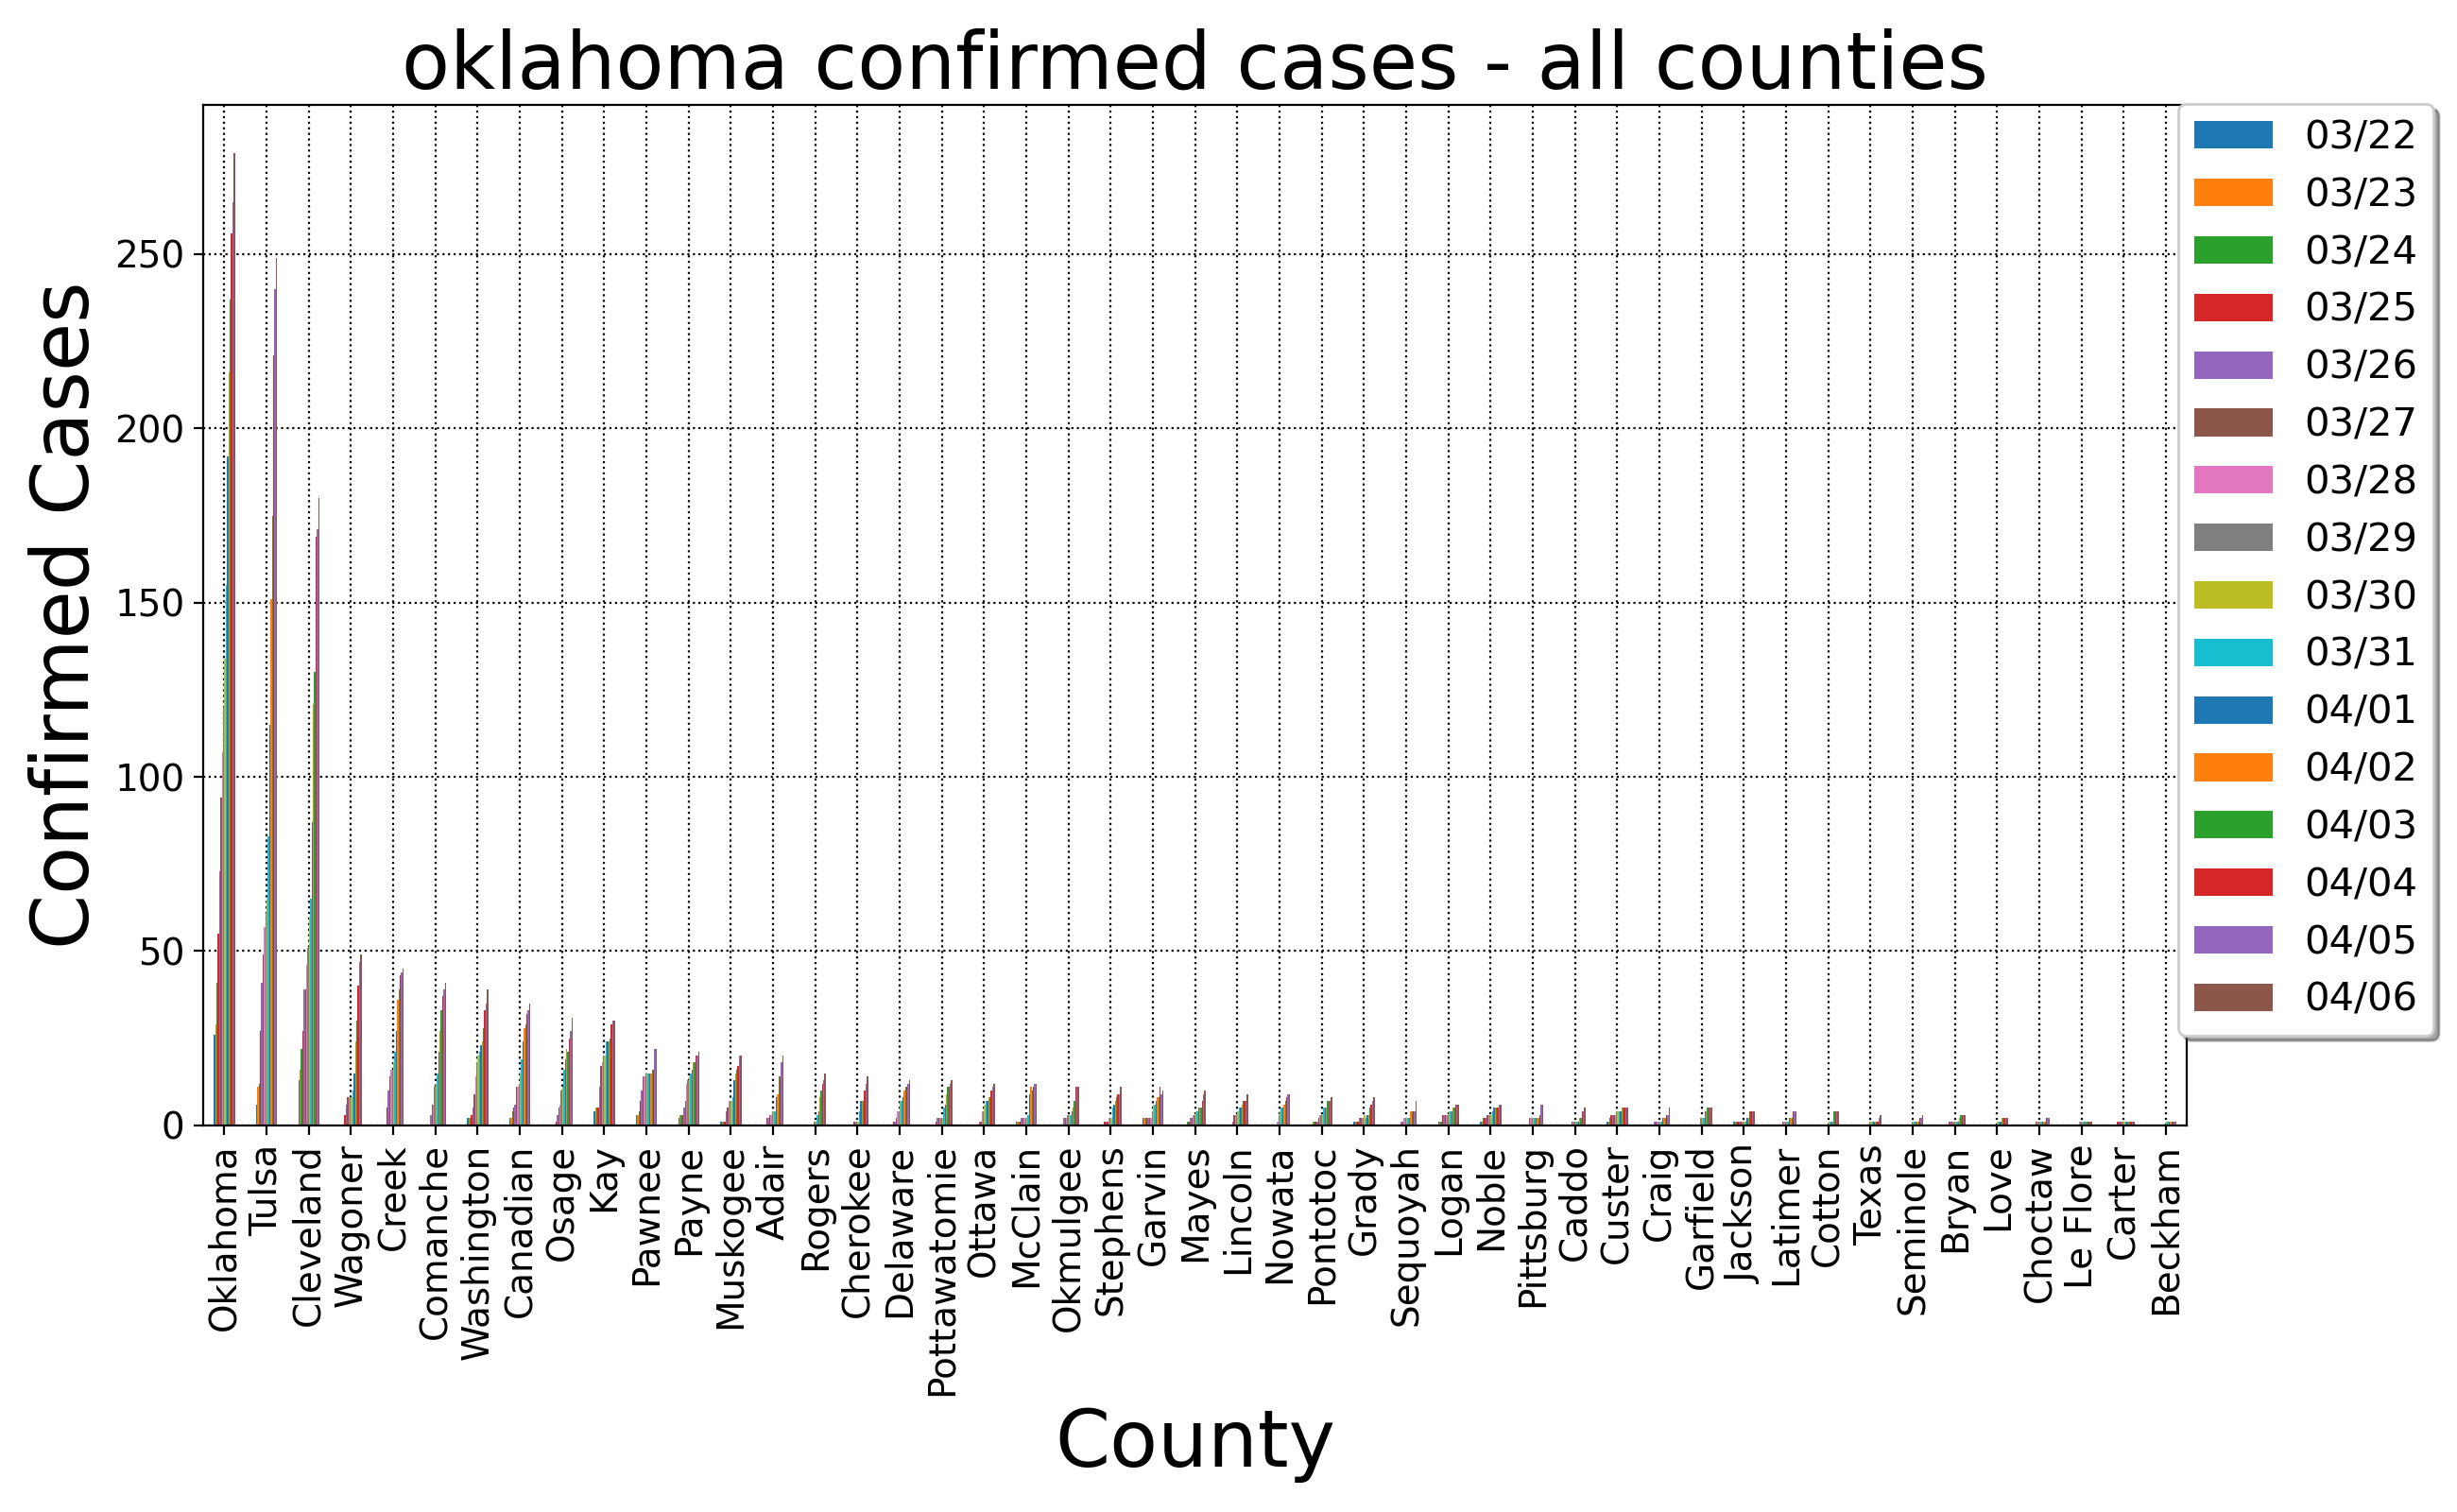 oklahoma confirmed cases - all counties
Confirmed Cases
250
200
150
100
50
0
03/22
03/23
03/24
03/25
03/26
03/27
03/28
03/29
03/30
03/31
04/01
04/02
04/03
04/04
04/05
04/06
Oklahoma
Tulsa
Cleveland
Wagoner
Creek
Comanche
Washington
Canadian
Osage
Kay
Pawnee
Payne
Muskogee
Adair
Rogers
Cherokee
Delaware
Pottawatomie
Ottawa
McClain
Okmulgee
Stephens
Garvin
Mayes
Lincoln
Nowata
Pontotoc
Grady
Sequoyah
Logan
Noble
Pittsburg
Caddo
Custer
Craig
Garfield
Jackson
Latimer
Cotton
Texas
Seminole
Bryan
Love
Choctaw
Le Flore
Carter
Beckham
County